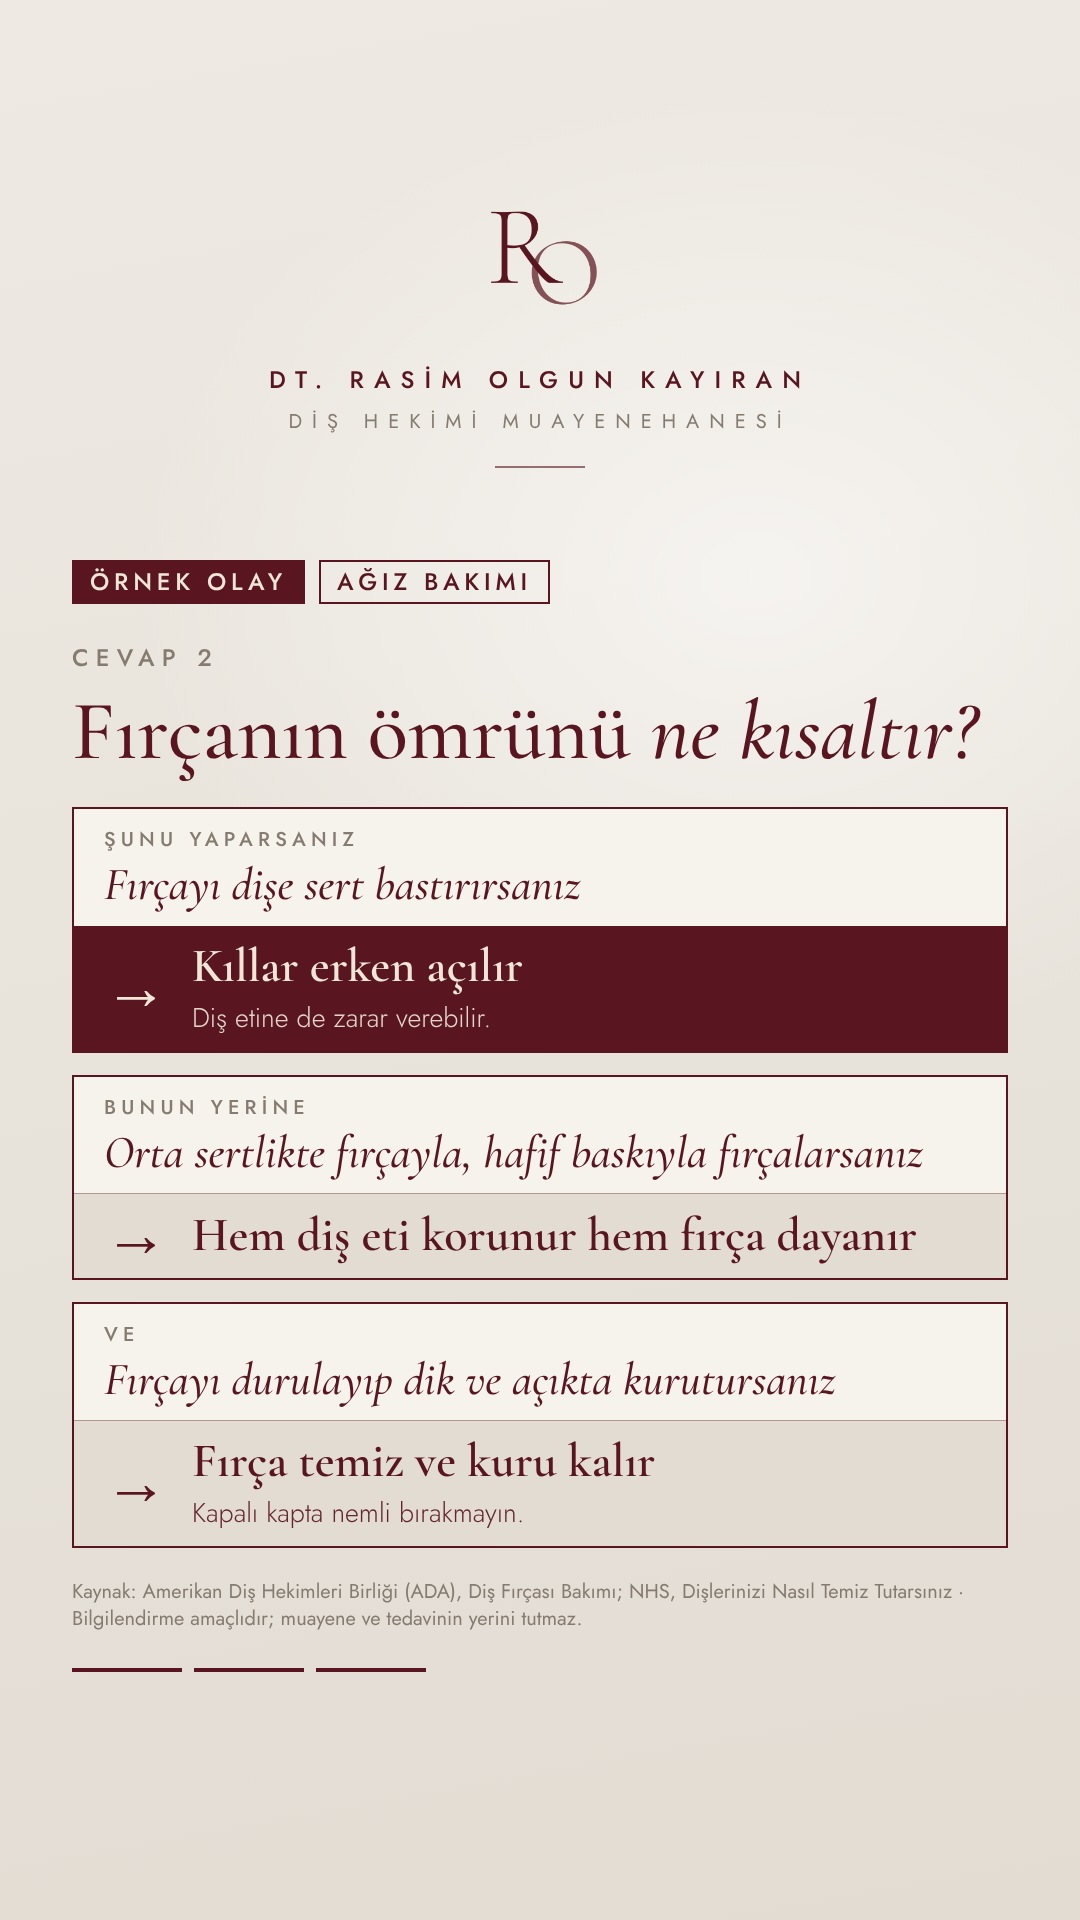 RO
DT. RASİM OLGUN KAYIRAN
DİŞ HEKİMİ MUAYENEHANESİ
ÖRNEK OLAY
AĞIZ BAKIMI
CEVAP 2
Fırçanın ömrünü ne kısaltır?
ŞUNU YAPARSANIZ
Fırçayı dişe sert bastırırsanız
→ Kıllar erken açılır
Diş etine de zarar verebilir.
BUNUN YERİNE
Orta sertlikte fırçayla, hafif baskıyla fırçalarsanız
→ Hem diş eti korunur hem fırça dayanır
VE
Fırçayı durulayıp dik ve açıkta kurutursanız
→ Fırça temiz ve kuru kalır
Kapalı kapta nemli bırakmayın.
Kaynak: Amerikan Diş Hekimleri Birliği (ADA), Diş Fırçası Bakımı; NHS, Dişlerinizi Nasıl Temiz Tutarsınız ·
Bilgilendirme amaçlıdır; muayene ve tedavinin yerini tutmaz.